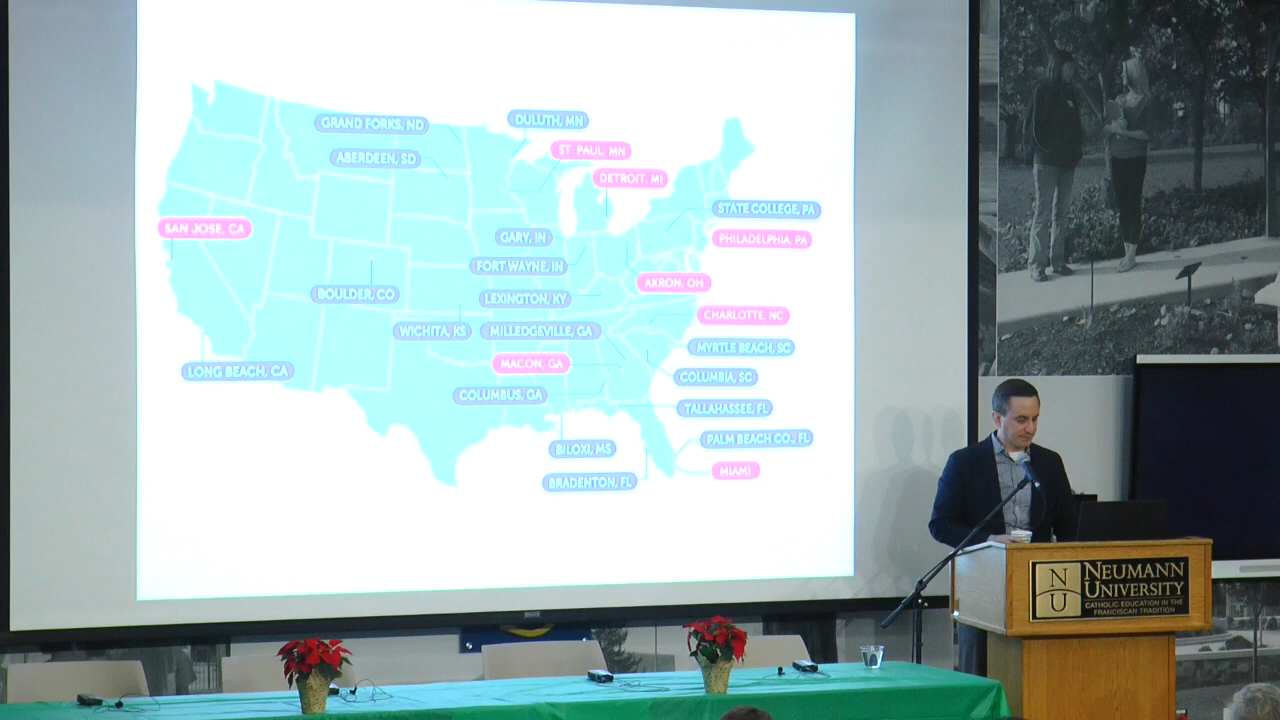 GRAND FORKS, ND
DULUTH, MN
ABERDEEN, SD
ST. PAUL, MN
DETROIT, MI
STATE COLLEGE, PA
SAN JOSE, CA
GARY, IN
PHILADELPHIA, PA
FORT WAYNE, IN
AKRON, OH
BOULDER, CO
LEXINGTON, KY
CHARLOTTE, NC
WICHITA, KS
MILLEDGEVILLE, GA
MYRTLE BEACH, SC
MACON, GA
LONG BEACH, CA
COLUMBIA, SC
COLUMBUS, GA
TALLAHASSEE, FL
PALM BEACH CO., FL
BILOXI, MS
MIAMI
BRADENTON, FL
N
U
NEUMANN
UNIVERSITY
CATHOLIC EDUCATION IN THE
FRANCISCAN TRADITION